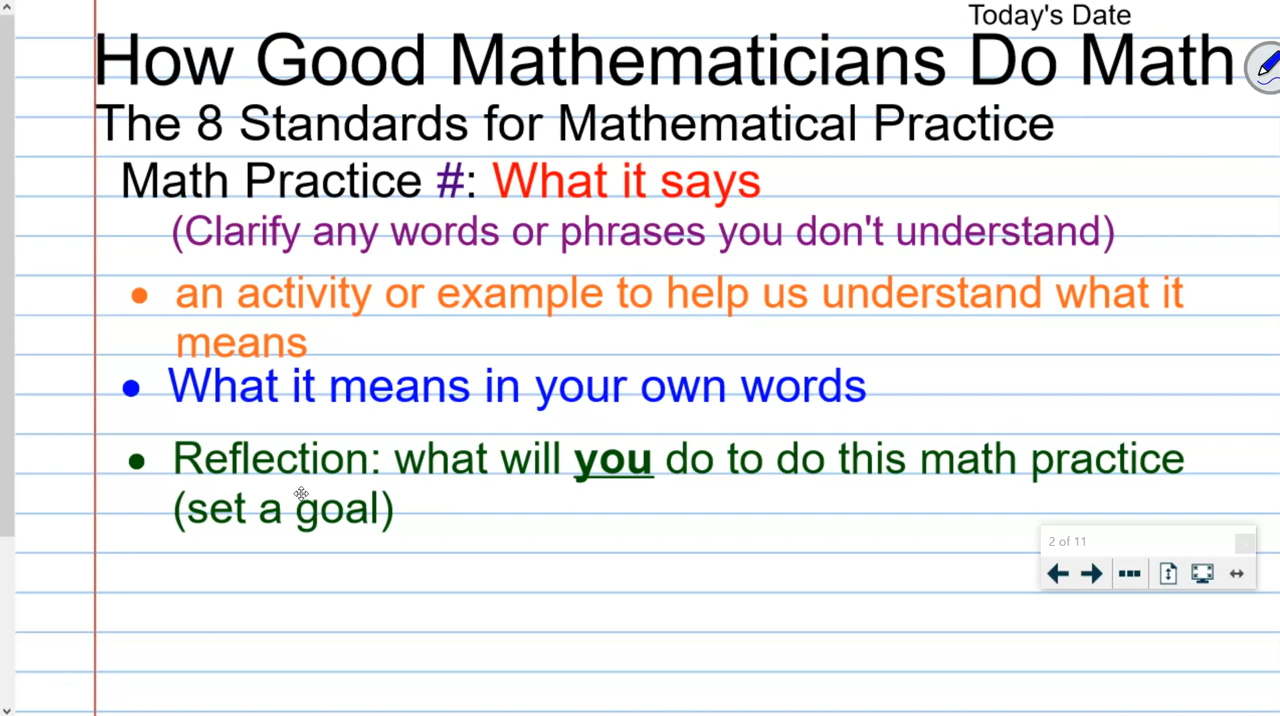 Today's Date
How Good Mathematicians Do Math
The 8 Standards for Mathematical Practice
Math Practice #: What it says
(Clarify any words or phrases you don't understand)
• an activity or example to help us understand what it
means
• What it means in your own words
• Reflection: what will you do to do this math practice
(set a goal)
2 of 11